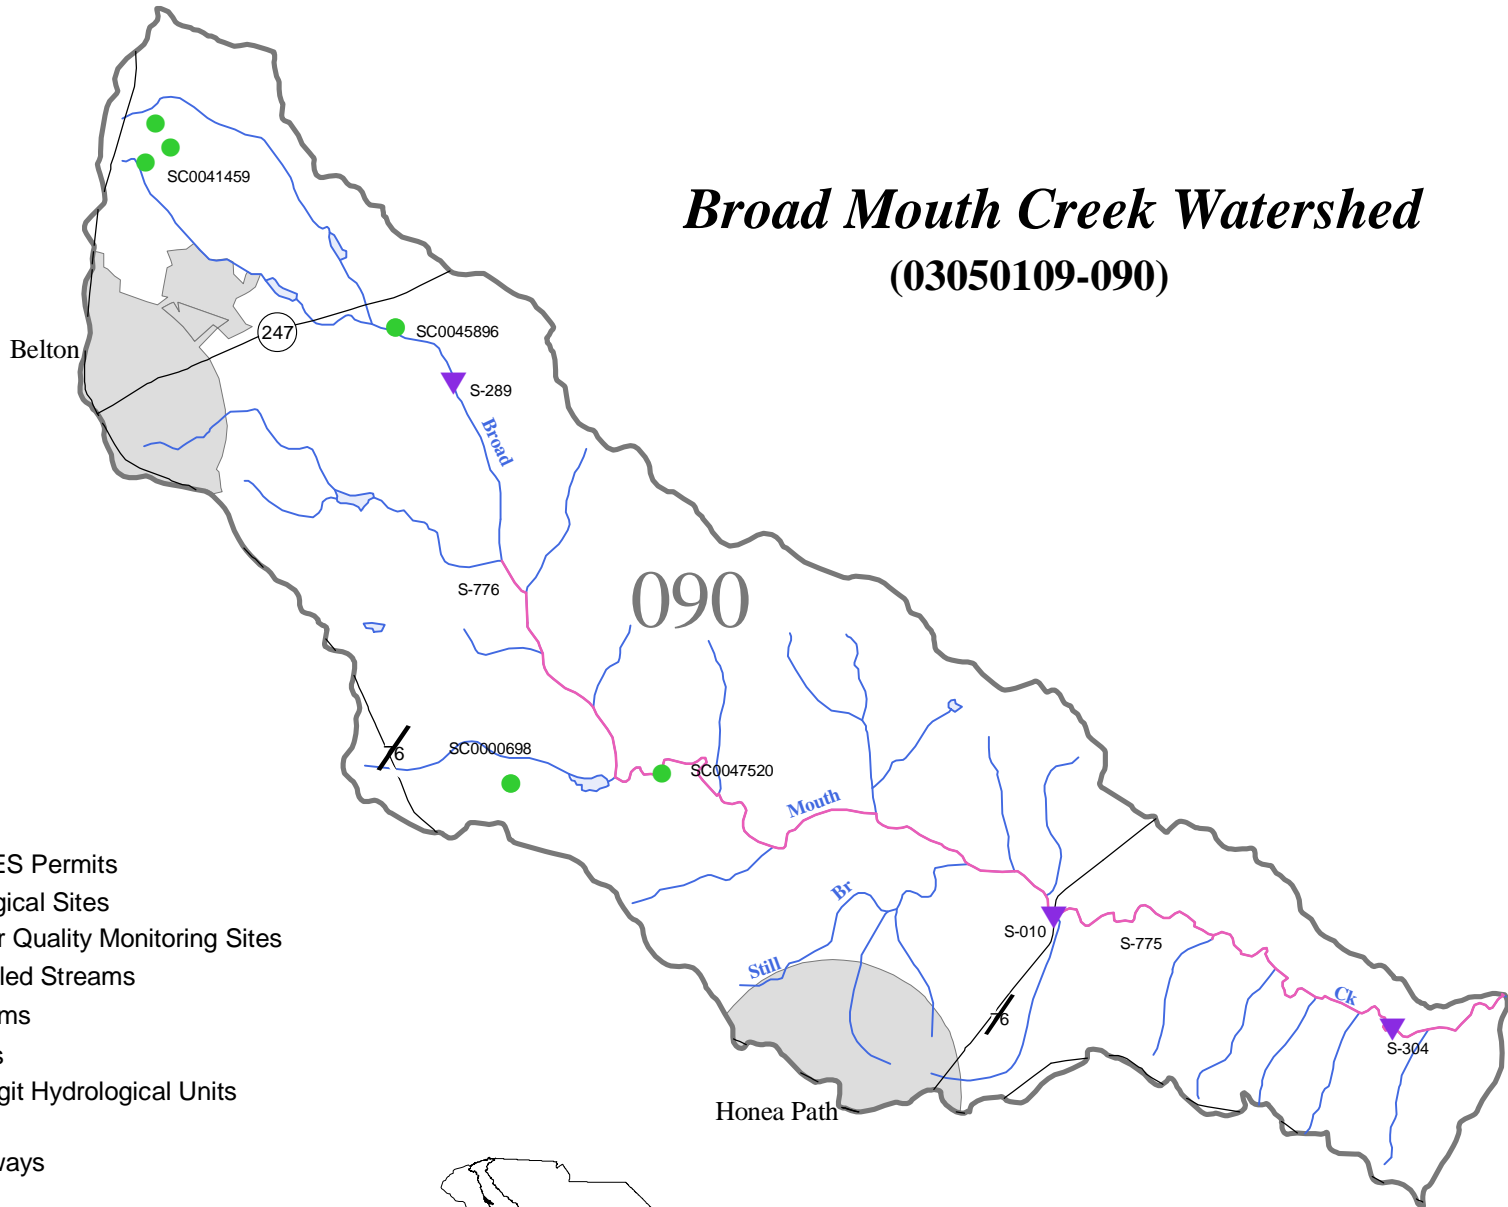 Broad Mouth Creek Watershed
(03050109-090)
SC0041459
247
Belton
SC0045896
S-289
Broad
S-776
090
76
SC0000698
SC0047520
Mouth
Br
Still
S-010
S-775
Ck
76
S-304
Honea Path
ES Permits
gical Sites
r Quality Monitoring Sites
led Streams
ms
s
git Hydrological Units
ways